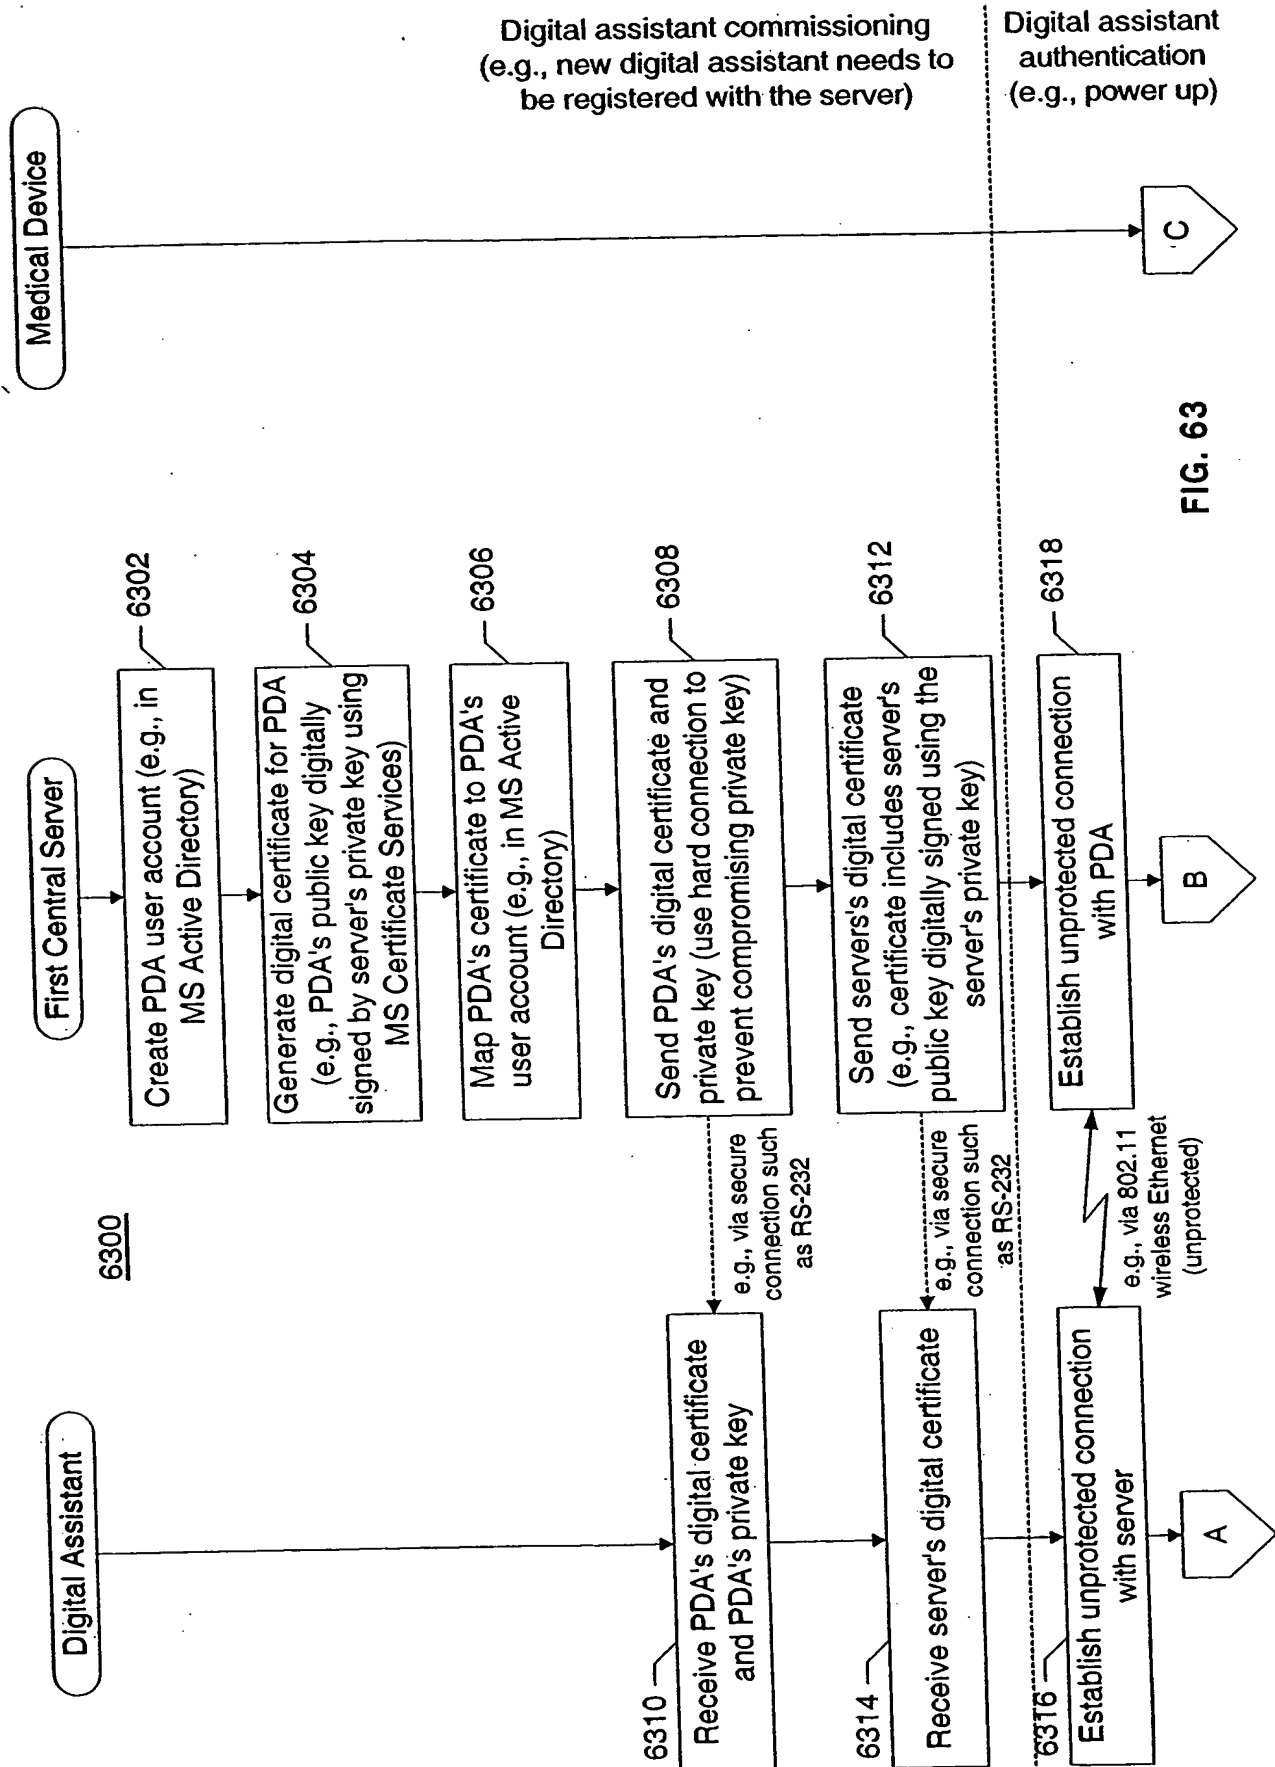 6300
Digital Assistant
First Central Server
Medical Device
Digital assistant commissioning
(e.g., new digital assistant needs to
be registered with the server)
Create PDA user account (e.g., in
MS Active Directory)
6302
Generate digital certificate for PDA
(e.g., PDA's public key digitally
signed by server's private key using
MS Certificate Services)
6304
Map PDA's certificate to PDA's
user account (e.g., in MS Active
Directory)
6306
6310
Receive PDA's digital certificate
and PDA's private key
e.g., via secure
connection such
as RS-232
Send PDA's digital certificate and
private key (use hard connection to
prevent compromising private key)
6308
6314
Receive server's digital certificate
e.g., via secure
connection such
as RS-232
Send servers's digital certificate
(e.g., certificate includes server's
public key digitally signed using the
server's private key)
6312
Digital assistant
authentication
(e.g., power up)
6316
Establish unprotected connection
with server
e.g., via 802.11
wireless Ethernet
(unprotected)
Establish unprotected connection
with PDA
6318
A
B
C
FIG. 63